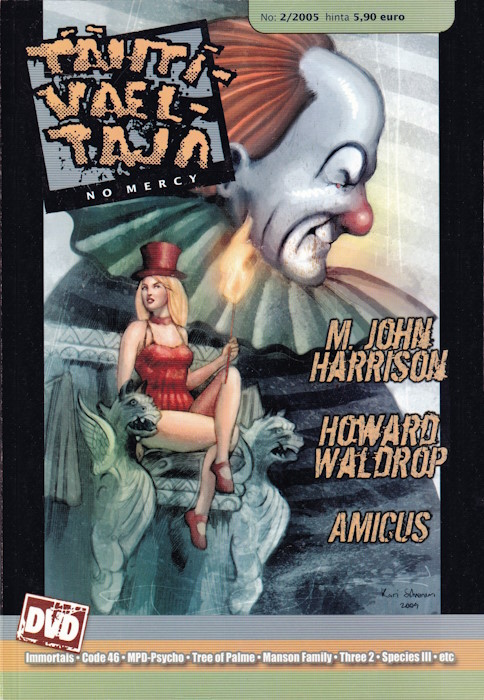 No: 2/2005 hinta 5,90 euro
TÄHTI-
VAEL-
TAJA
NO MERCY
M. JOHN
HARRISON
HOWARD
WALDROP
AMICUS
2004
DVD
Immortals • Code 46 • MPD-Psycho • Tree of Palme • Manson Family • Three 2 • Species III • etc